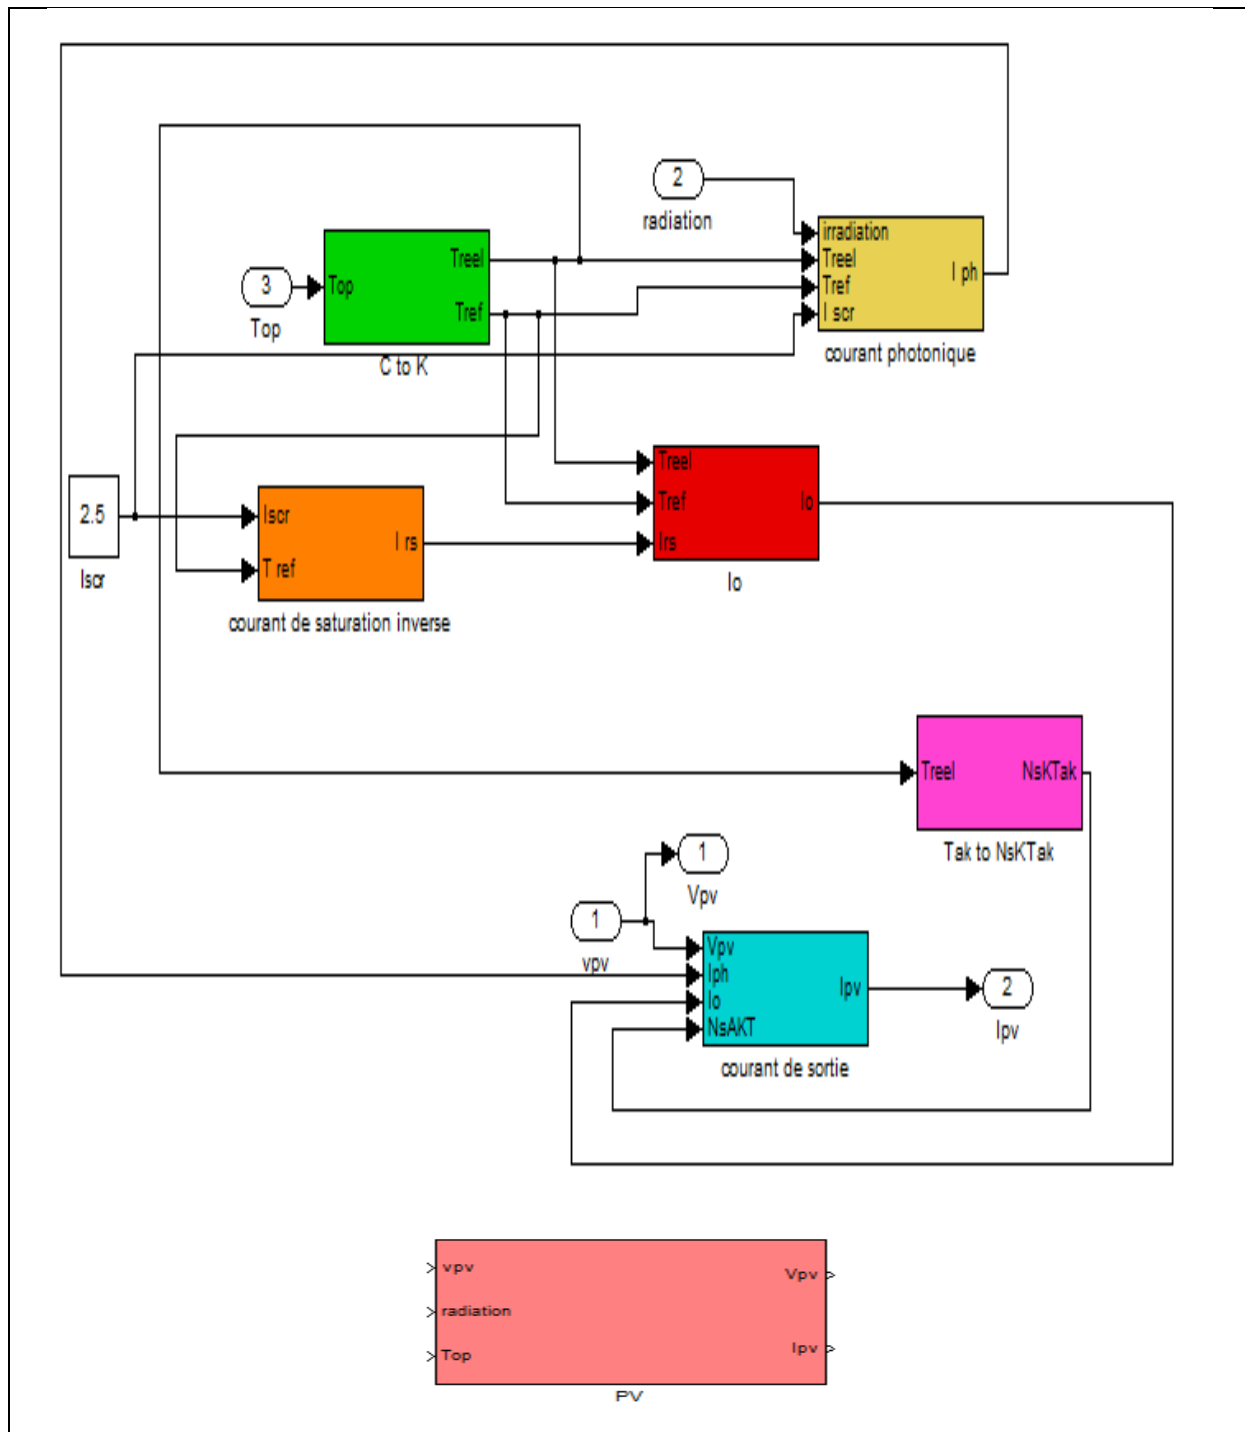 2
radiation
irradiation
Treel
Tref
I scr
I ph
courant photonique
3
Top
Top
Treel
Tref
C to K
2.5
Iscr
Iscr
T ref
I rs
courant de saturation inverse
Treel
Tref
Irs
Io
Io
Treel
NsKTak
Tak to NsKTak
1
Vpv
1
vpv
Vpv
Iph
Io
NsAKT
Ipv
courant de sortie
2
Ipv
vpv
radiation
Top
Vpv
Ipv
PV